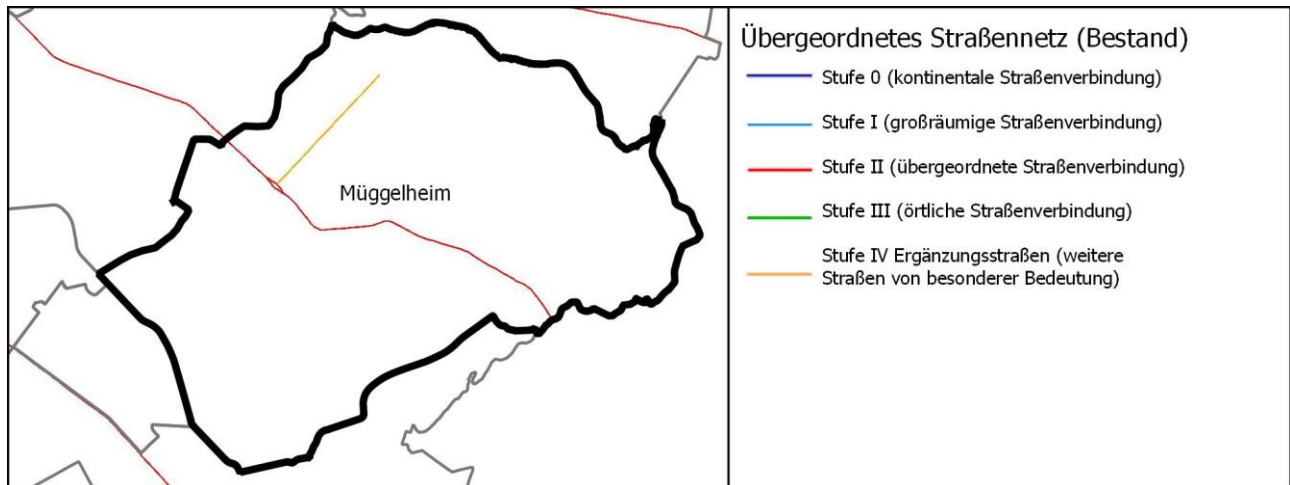 Müggelheim
Übergeordnetes Straßennetz (Bestand)
Stufe 0 (kontinentale Straßenverbindung)
Stufe I (großräumige Straßenverbindung)
Stufe II (übergeordnete Straßenverbindung)
Stufe III (örtliche Straßenverbindung)
Stufe IV Ergänzungsstraßen (weitere
Straßen von besonderer Bedeutung)